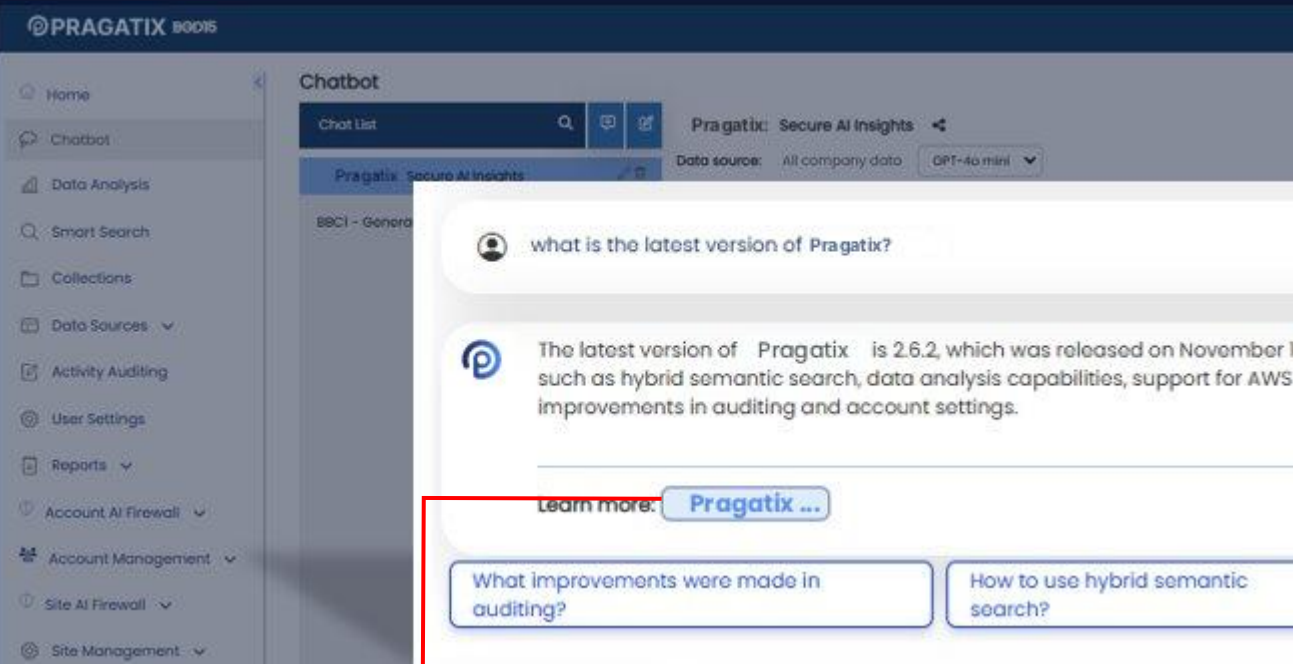 PRAGATIX BGD15
Home
Chatbot
Data Analysis
Smart Search
Collections
Data Sources
Activity Auditing
User Settings
Reports
Account AI Firewall
Account Management
Site AI Firewall
Site Management
Chatbot
Chat List
Pragatix Secure AI Insights
BBCI - Genera
Pragatix: Secure AI Insights
Data source: All company data GPT-4o mini
what is the latest version of Pragatix?
The latest version of Pragatix is 2.6.2, which was released on November 1
such as hybrid semantic search, data analysis capabilities, support for AWS
improvements in auditing and account settings.
Learn more: Pragatix ...
What improvements were made in
auditing?
How to use hybrid semantic
search?